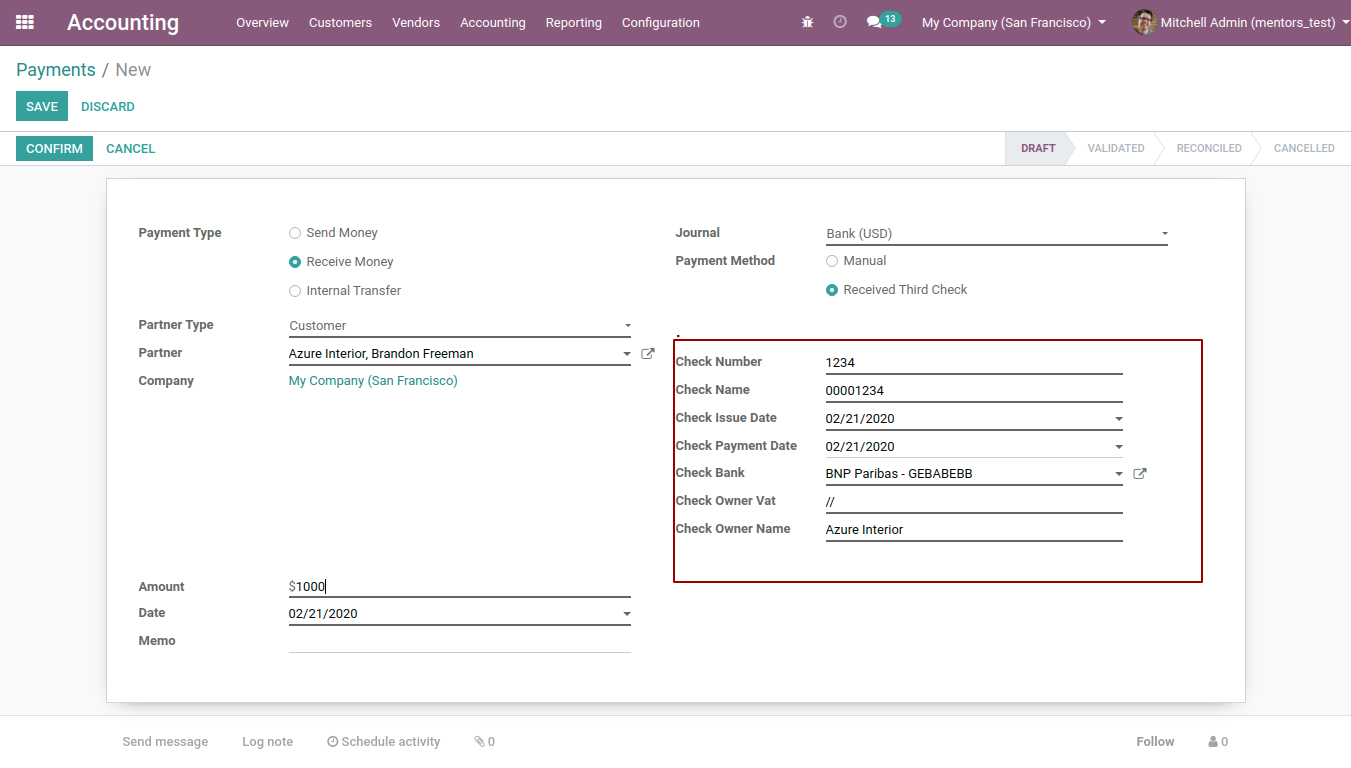 Accounting Overview Customers Vendors Accounting Reporting Configuration 13 My Company (San Francisco) Mitchell Admin (mentors_test)
Payments / New
SAVE DISCARD
CONFIRM CANCEL DRAFT VALIDATED RECONCILED CANCELLED
Payment Type Send Money
Receive Money
Internal Transfer
Partner Type Customer
Partner Azure Interior, Brandon Freeman
Company My Company (San Francisco)
Journal Bank (USD)
Payment Method Manual
Received Third Check
Check Number 1234
Check Name 00001234
Check Issue Date 02/21/2020
Check Payment Date 02/21/2020
Check Bank BNP Paribas - GEBABEBB
Check Owner Vat //
Check Owner Name Azure Interior
Amount $1000
Date 02/21/2020
Memo
Send message Log note Schedule activity 0 Follow 0